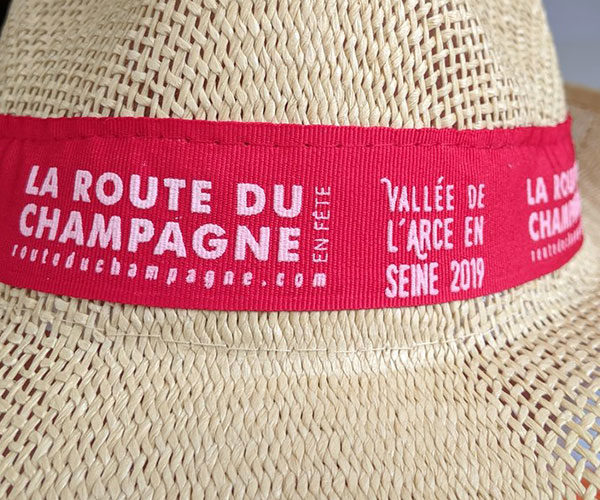 LA ROUTE DU
CHAMPAGNE
EN FÊTE
routeduchampagne.com
VALLÉE DE
L'ARCE EN
SEINE 2019
LA ROUTE
CHAMPAG